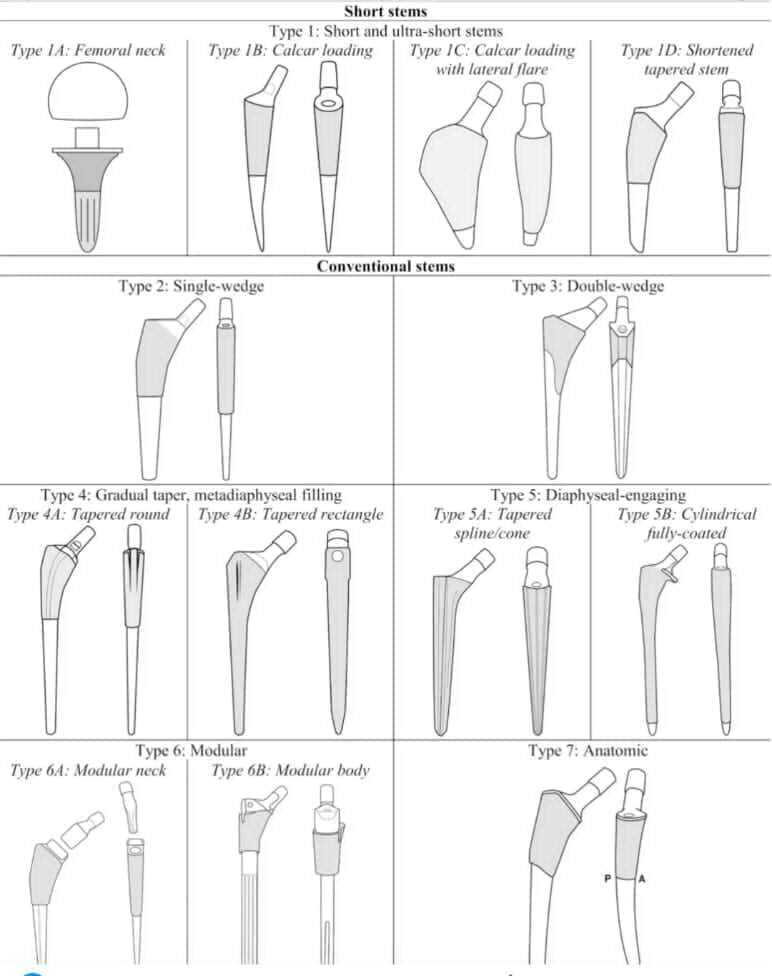 Short stems
Type 1: Short and ultra-short stems
Type 1A: Femoral neck
Type 1B: Calcar loading
Type 1C: Calcar loading
with lateral flare
Type 1D: Shortened
tapered stem
Conventional stems
Type 2: Single-wedge
Type 3: Double-wedge
Type 4: Gradual taper, metadiaphyseal filling
Type 4A: Tapered round
Type 4B: Tapered rectangle
Type 5: Diaphyseal-engaging
Type 5A: Tapered
spline/cone
Type 5B: Cylindrical
fully-coated
Type 6: Modular
Type 6A: Modular neck
Type 6B: Modular body
Type 7: Anatomic
P A